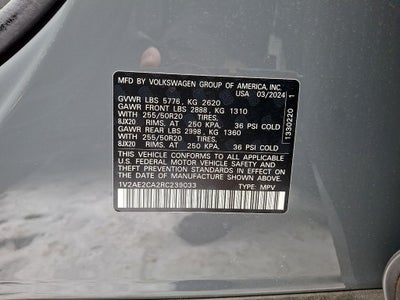 MFD BY VOLKSWAGEN GROUP OF AMERICA, INC.
USA 03/2024
GVWR LBS 5776, KG 2620
GAWR FRONT LBS 2888, KG 1310
WITH 255/50R20 TIRES,
8JX20 RIMS, AT 250 KPA, 36 PSI COLD
GAWR REAR LBS 2998, KG 1360
WITH 255/50R20 TIRES,
8JX20 RIMS, AT 250 KPA, 36 PSI COLD
THIS VEHICLE CONFORMS TO ALL APPLICABLE
U.S. FEDERAL MOTOR VEHICLE SAFETY AND
THEFT PREVENTION STANDARDS IN EFFECT
ON THE DATE OF MANUFACTURE SHOWN ABOVE
1V2AE2CA2RC239033 TYPE: MPV
1330220 1